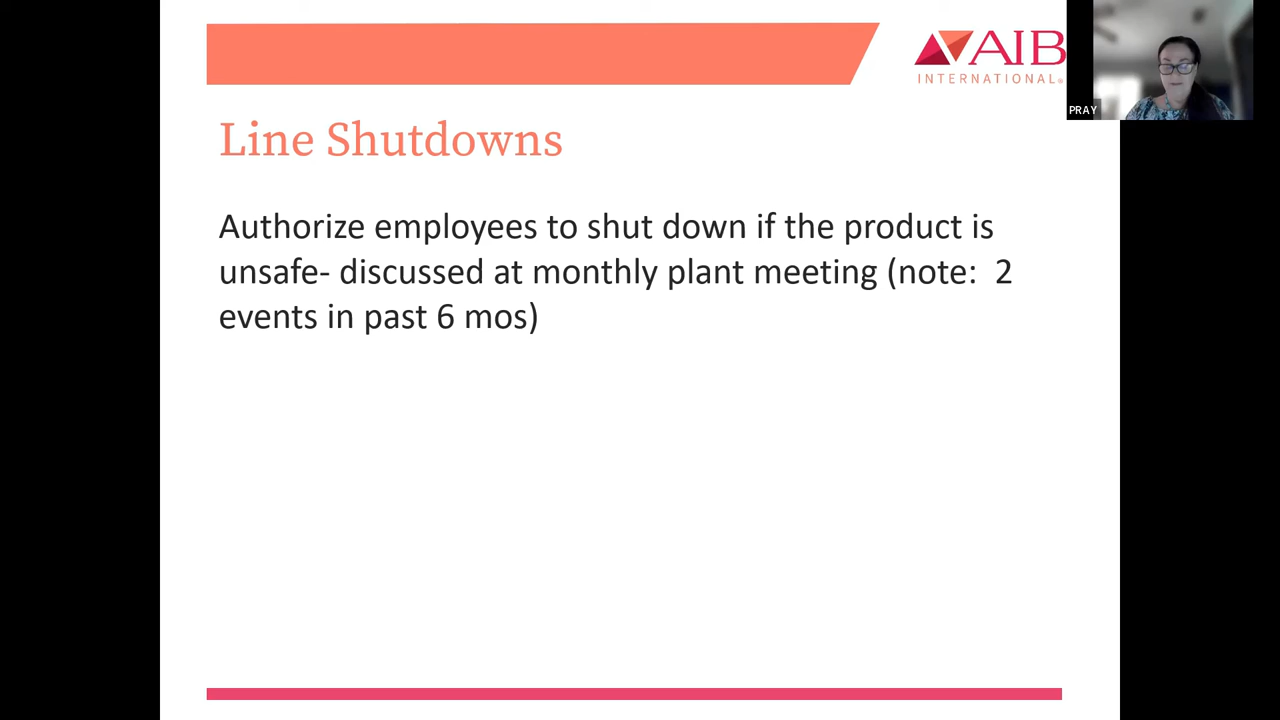 AIB
INTERNATIONAL®
PRAY
Line Shutdowns
Authorize employees to shut down if the product is
unsafe- discussed at monthly plant meeting (note:  2
events in past 6 mos)